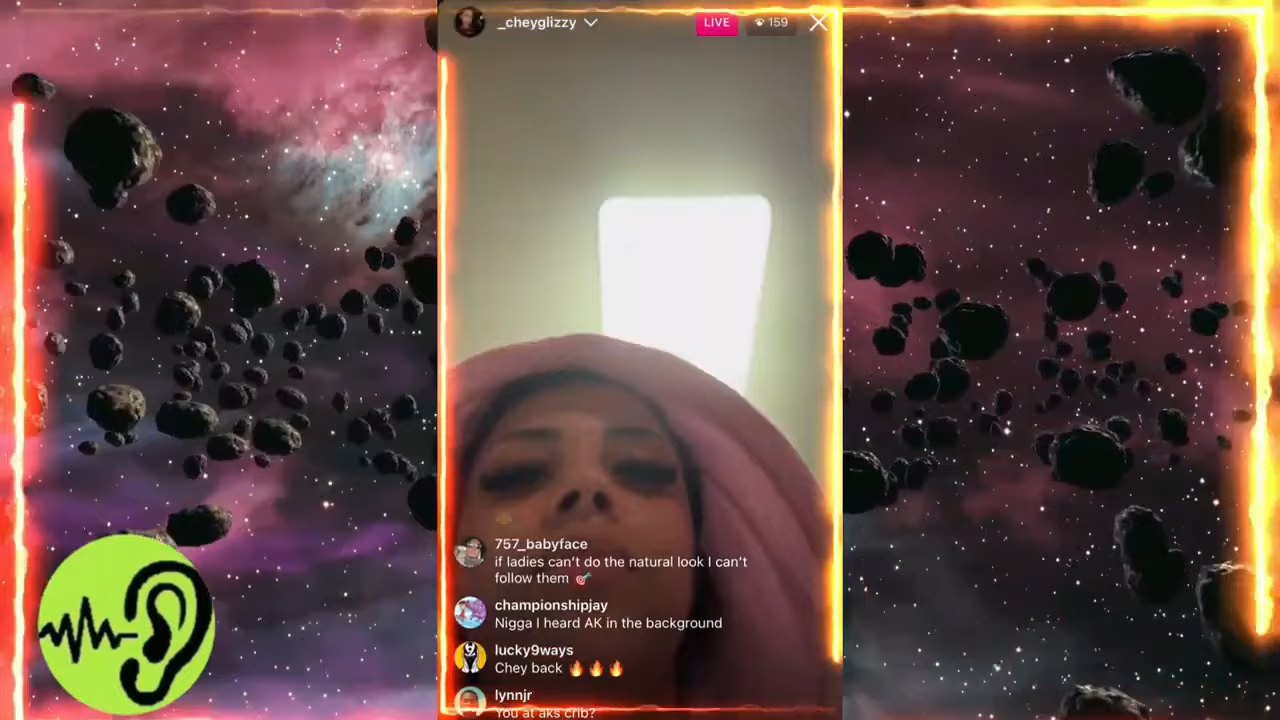 _cheyglizzy
LIVE
159
757_babyface
if ladies can't do the natural look I can't
follow them 🎯
championshipjay
Nigga I heard AK in the background
lucky9ways
Chey back 🔥🔥🔥
lynnjr
You at aks crib?